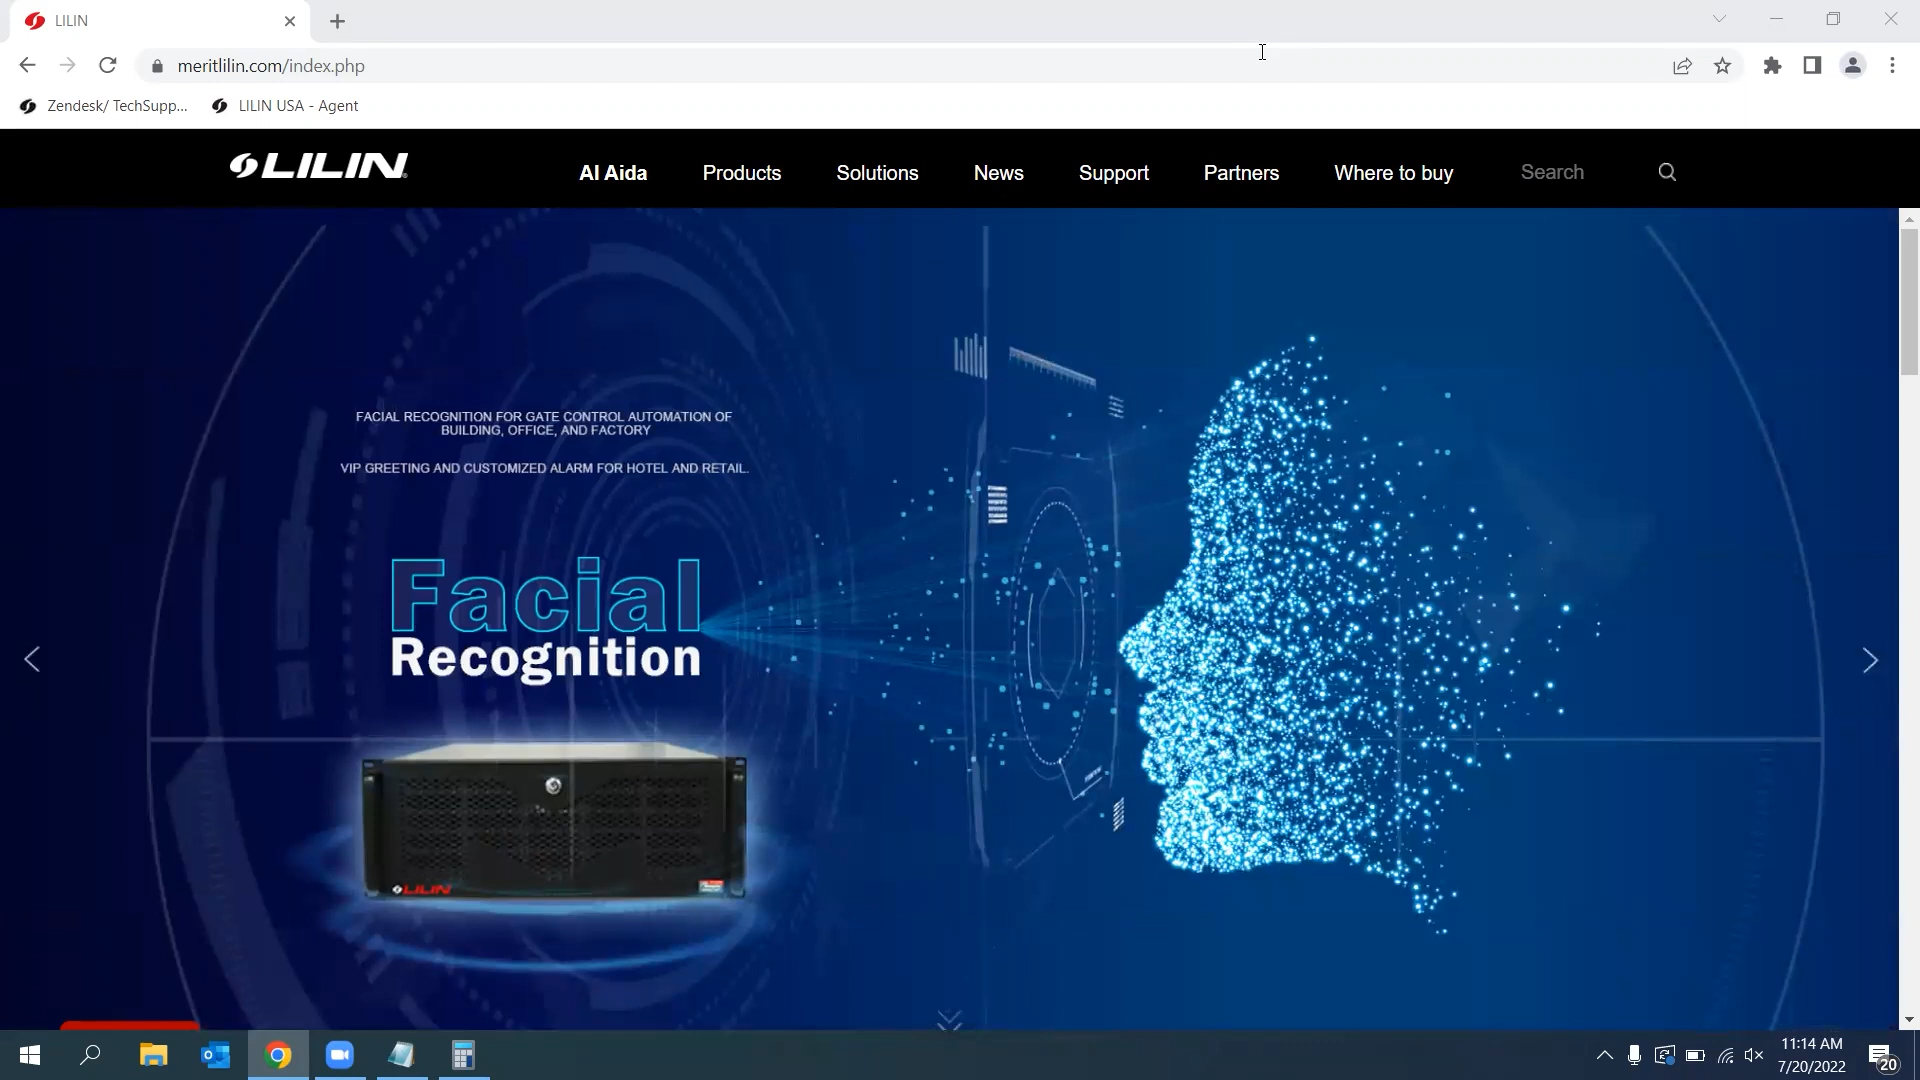 LILIN
meritlilin.com/index.php
Zendesk/ TechSupp...
LILIN USA - Agent
LILIN
AI Aida
Products
Solutions
News
Support
Partners
Where to buy
Search
FACIAL RECOGNITION FOR GATE CONTROL AUTOMATION OF
BUILDING, OFFICE, AND FACTORY
VIP GREETING AND CUSTOMIZED ALARM FOR HOTEL AND RETAIL.
Facial
Recognition
LILIN
11:14 AM
7/20/2022
20